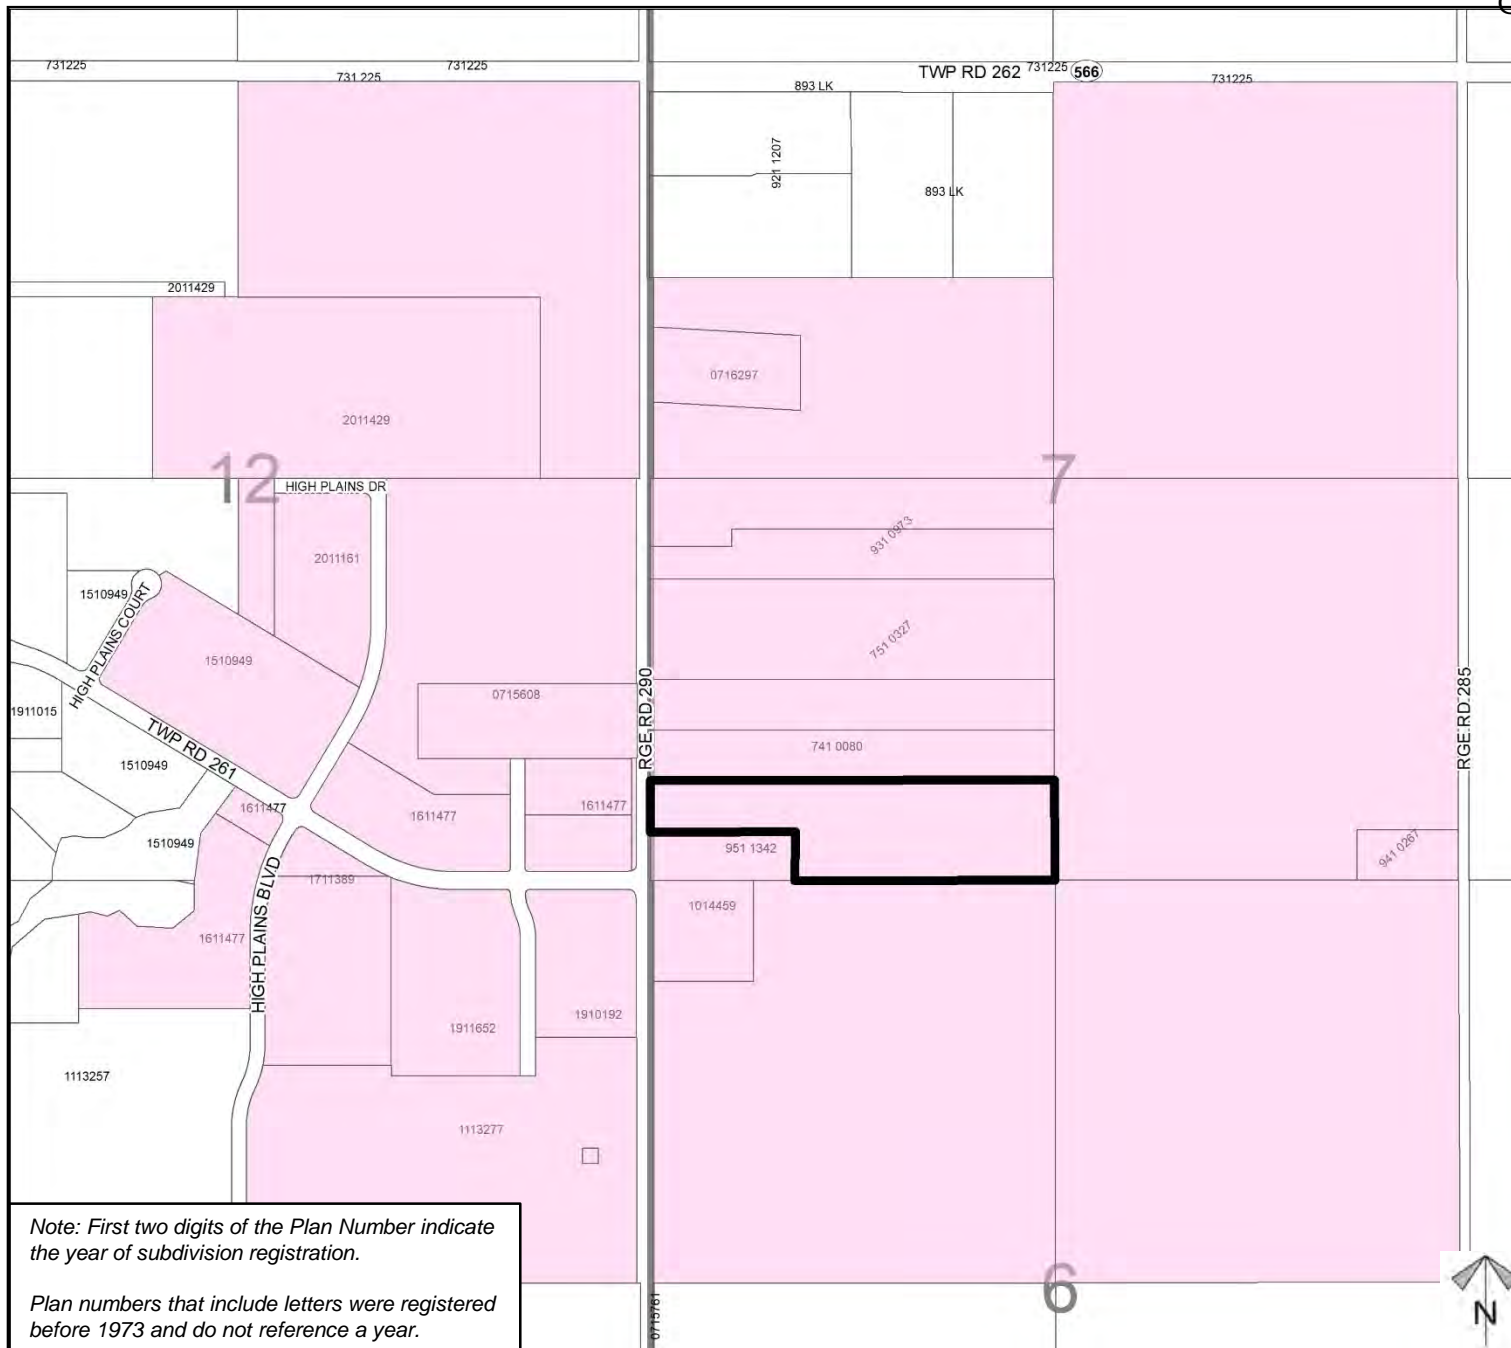 731225
731 225
731225
TWP RD 262
731225
566
731225
893 LK
921 1207
893 LK
2011429
0716297
2011429
12
7
HIGH PLAINS DR
931 0973
2011161
1510949
HIGH PLAINS COURT
751 0327
1510949
RGE RD 290
RGE RD 285
0715608
1911015
TWP RD 261
741 0080
1510949
1611477
1611477
1611477
1510949
951 1342
941 0267
1711389
HIGH PLAINS BLVD
1014459
1611477
1911652
1910192
1113257
1113277
Note: First two digits of the Plan Number indicate
the year of subdivision registration.
Plan numbers that include letters were registered
before 1973 and do not reference a year.
0715761
6
N